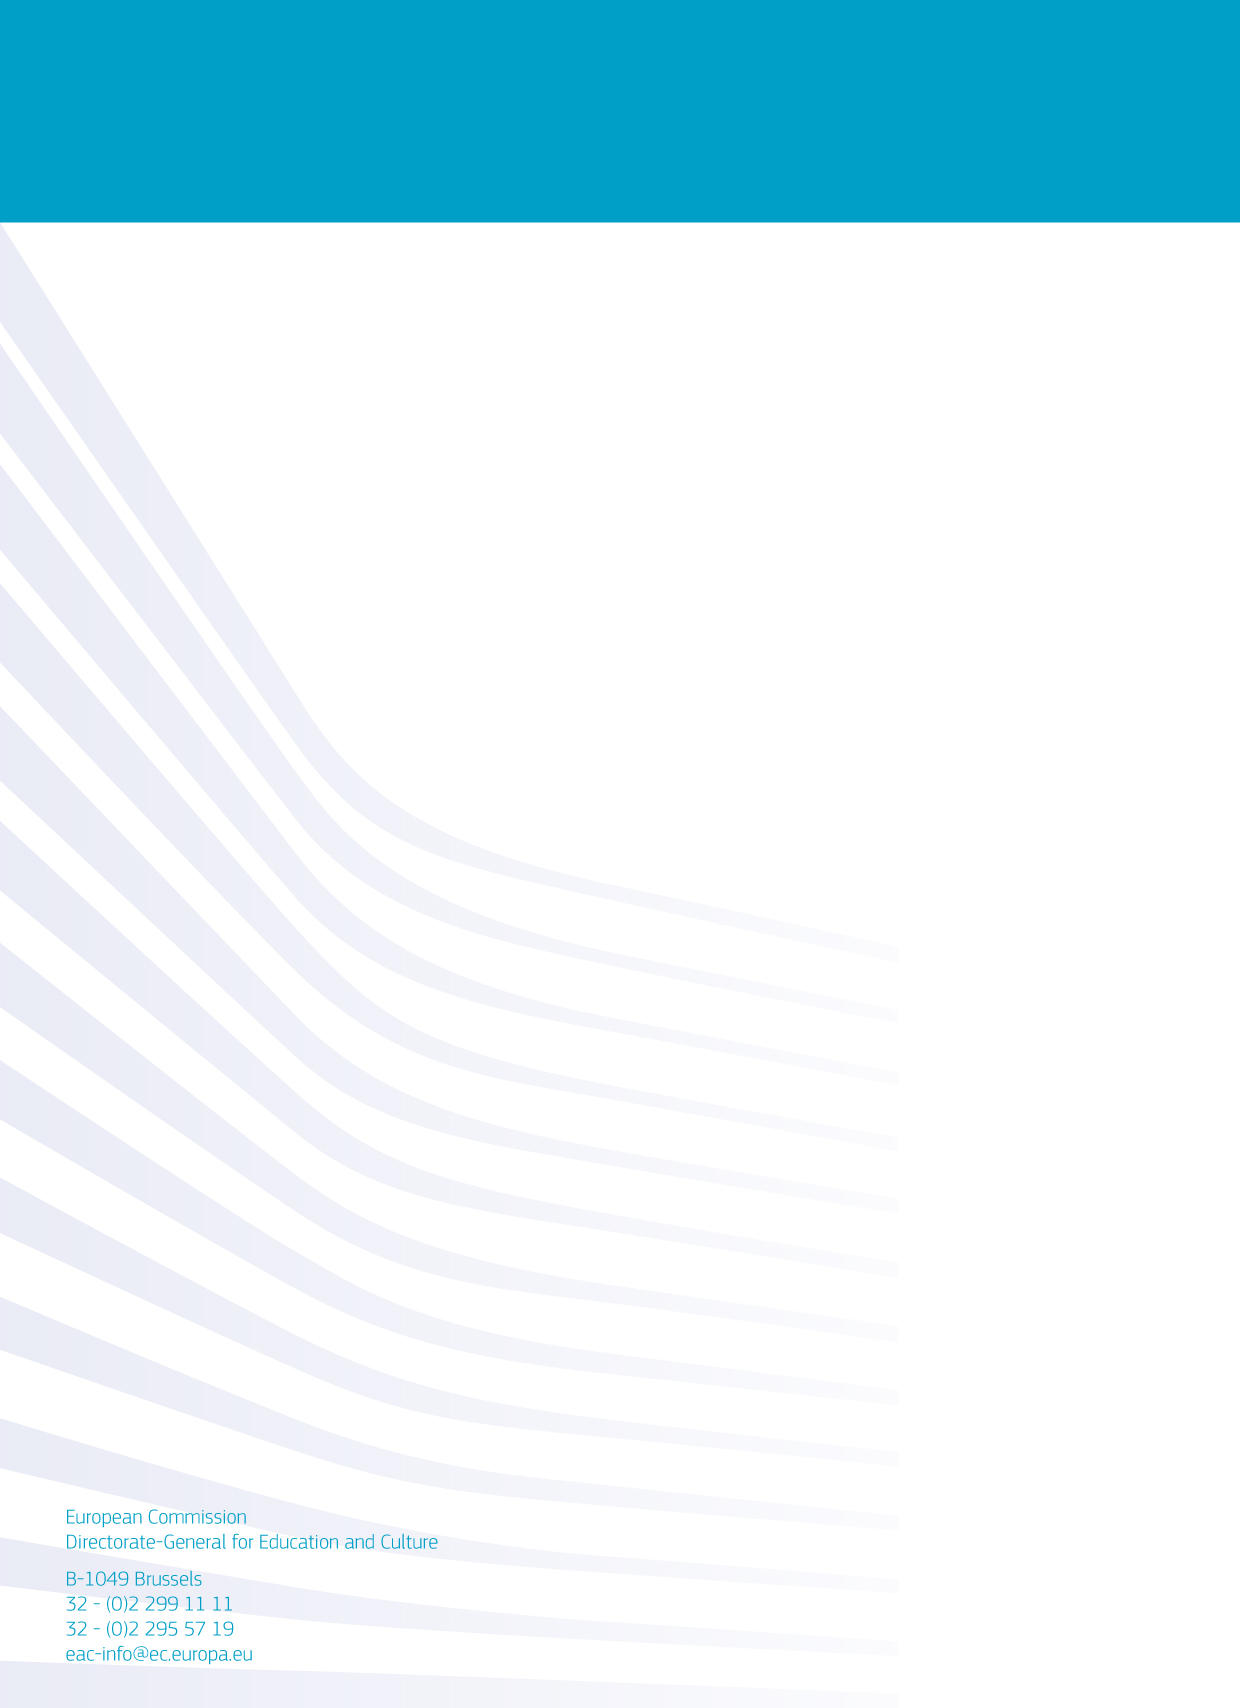 European Commission
Directorate-General for Education and Culture
B-1049 Brussels
32 - (0)2 299 11 11
32 - (0)2 295 57 19
eac-info@ec.europa.eu